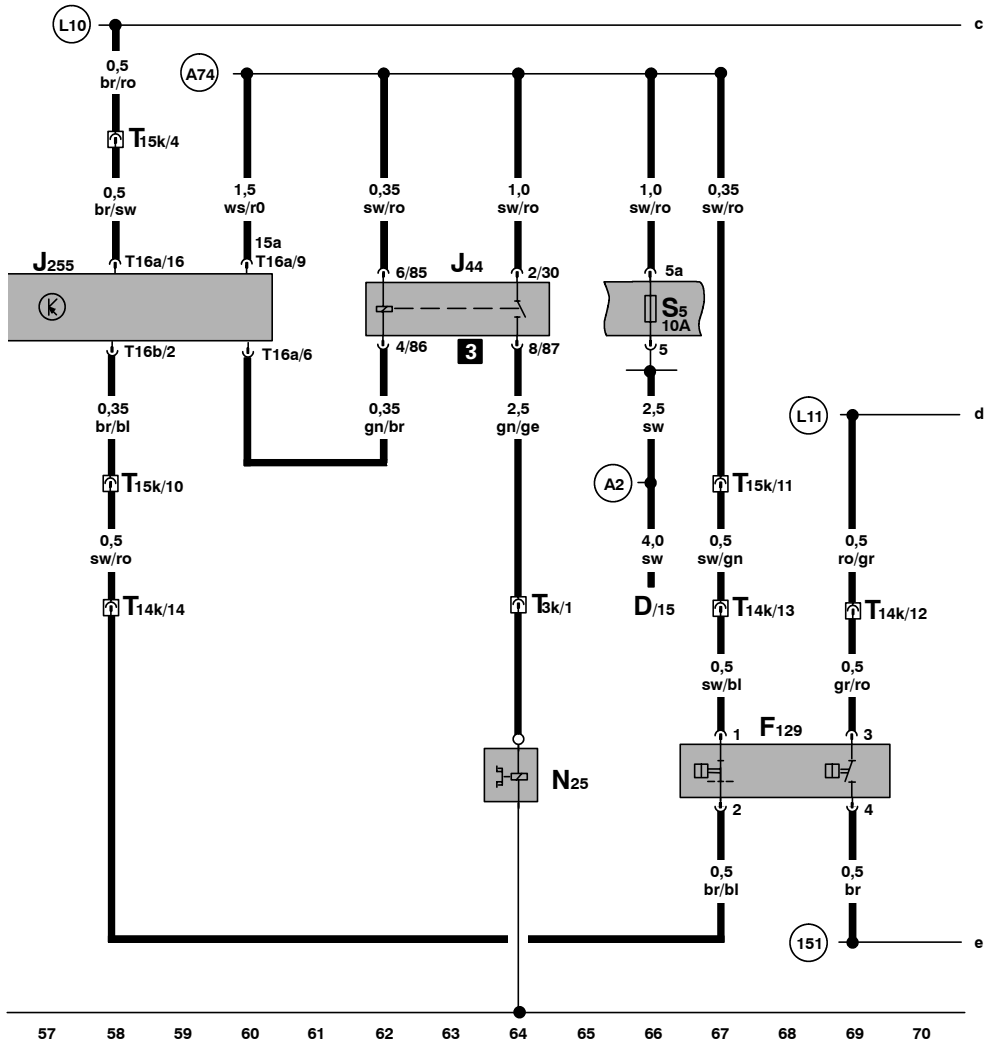 L10
c
0,5
br/ro
A74
T15k/4
0,5
br/sw
1,5
ws/r0
0,35
sw/ro
1,0
sw/ro
1,0
sw/ro
0,35
sw/ro
15a
J255
T16a/16
T16a/9
6/85
J44
2/30
5a
S5
10A
T16b/2
T16a/6
4/86
3
8/87
5
0,35
br/bl
0,35
gn/br
2,5
gn/ge
2,5
sw
L11
d
T15k/10
A2
T15k/11
0,5
sw/ro
4,0
sw
0,5
sw/gn
0,5
ro/gr
T14k/14
T3k/1
D/15
T14k/13
T14k/12
0,5
sw/bl
0,5
gr/ro
1
F129
3
N25
2
4
0,5
br/bl
0,5
br
151
e
57 58 59 60 61 62 63 64 65 66 67 68 69 70